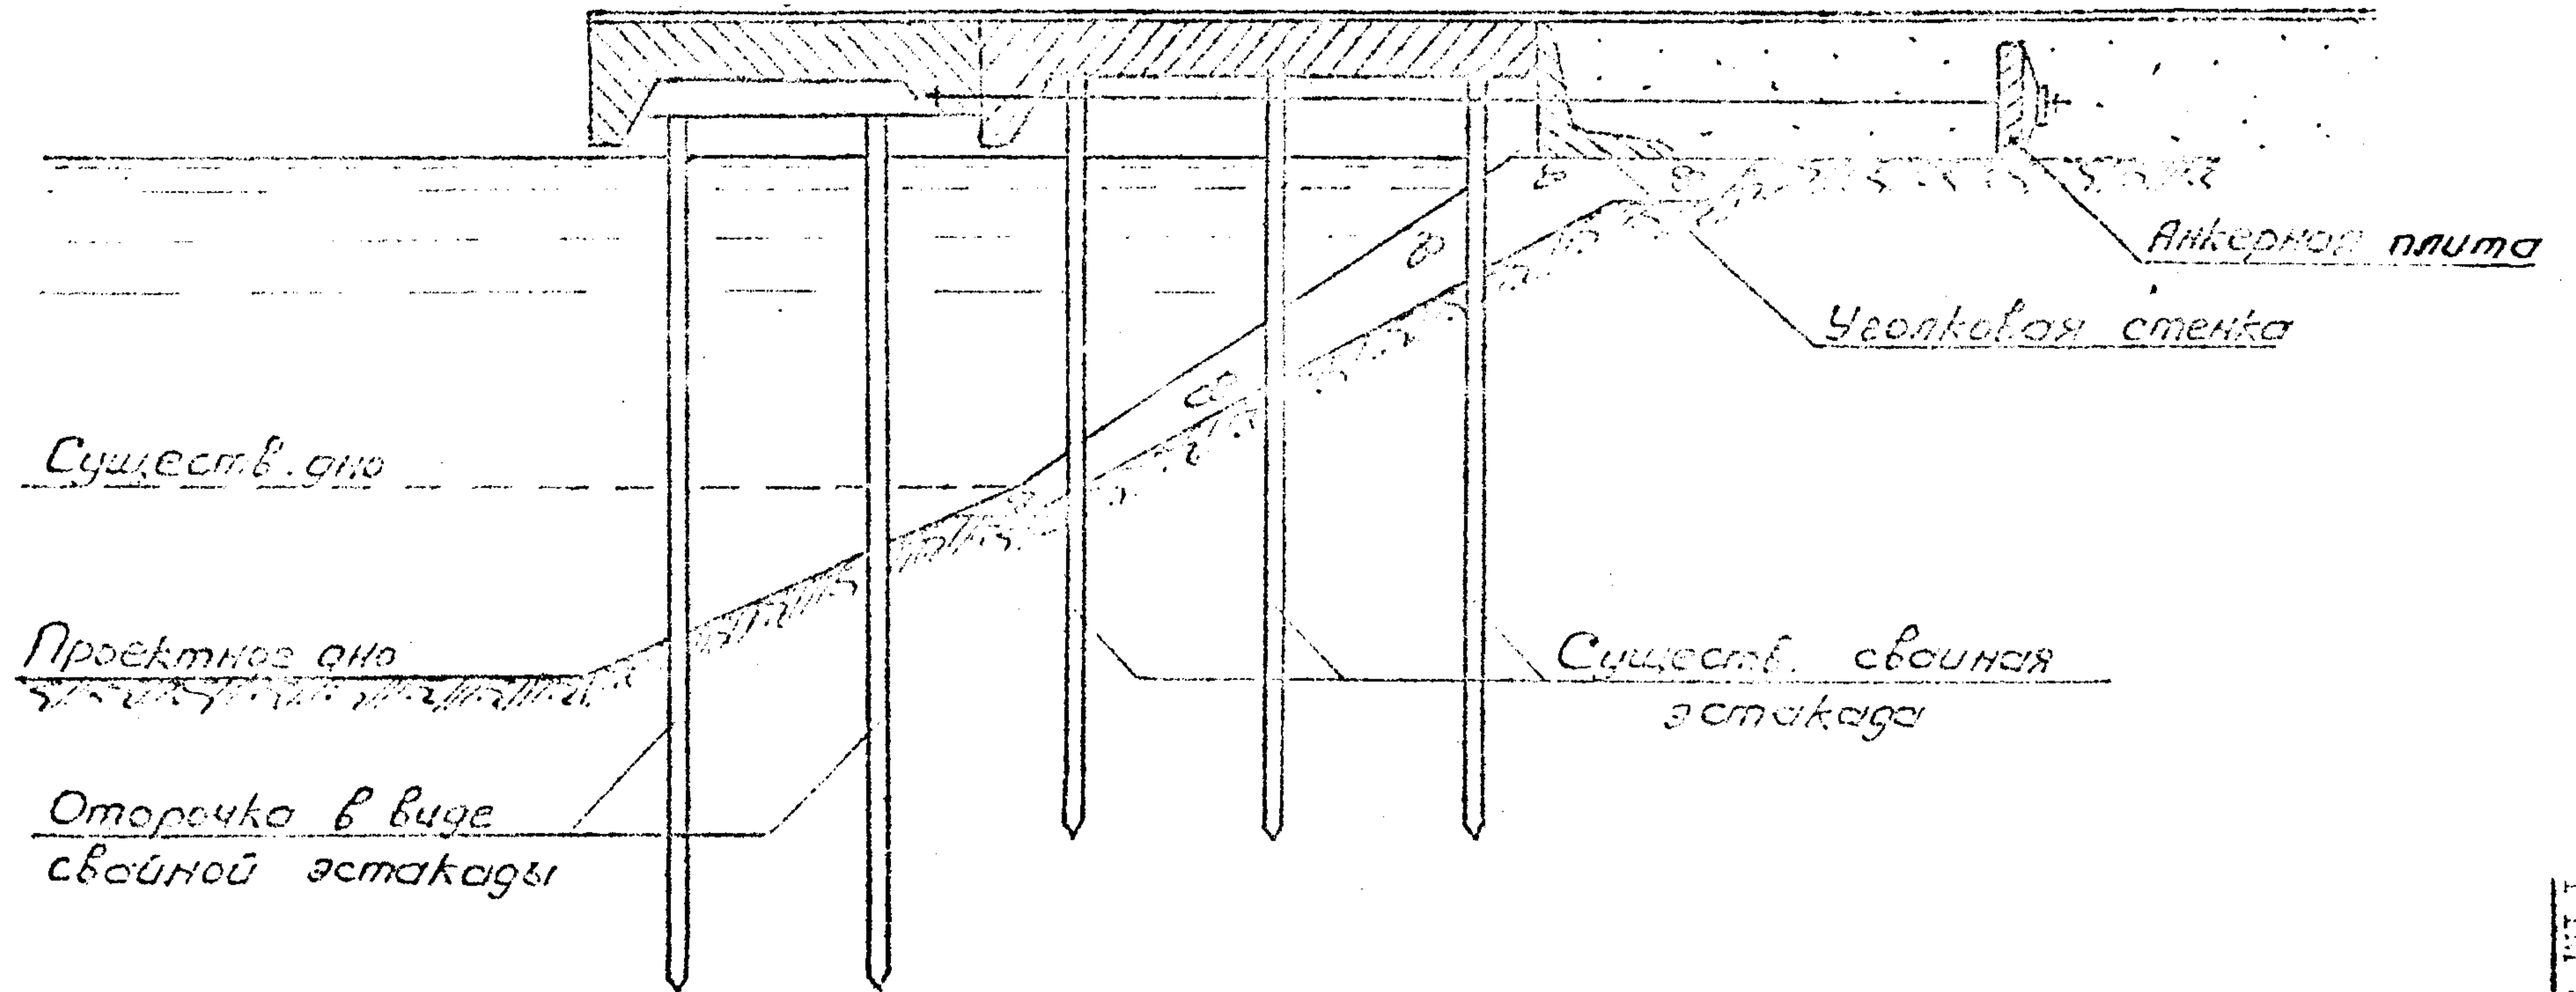 Анкерная плита
Уголковая стенка
Существ. дно
Проектное дно
Существ. свайная
эстакада
Оторочка в виде
свайной эстакады